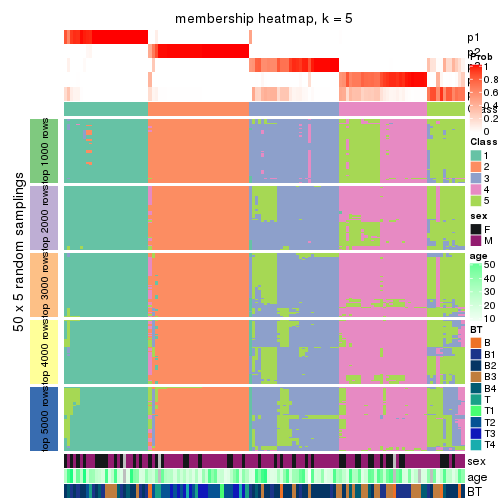 membership heatmap, k = 5
p1
p2
Prob
1
0.8
0.6
0.4
0.2
0
Class
1
2
3
4
5
sex
F
M
age
50
40
30
20
10
BT
B
B1
B2
B3
B4
T
T1
T2
T3
T4
50 x 5 random samplings
top 1000 rows
top 2000 rows
top 3000 rows
top 4000 rows
top 5000 rows
sex
age
BT